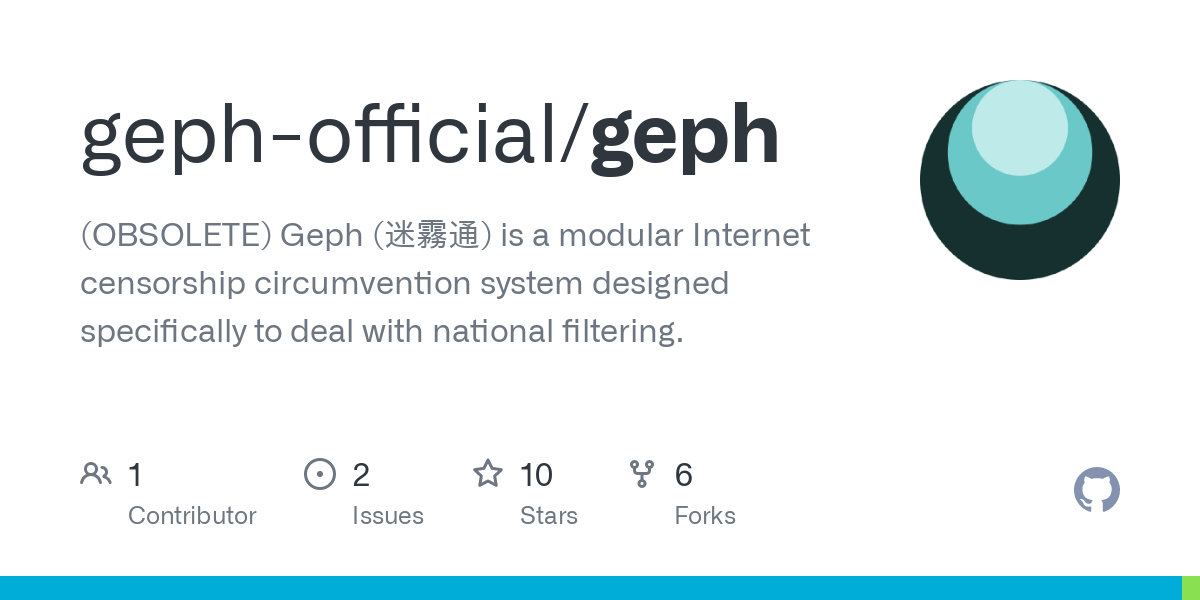 geph-official/geph
(OBSOLETE) Geph (迷霧通) is a modular Internet
censorship circumvention system designed
specifically to deal with national filtering.
1 2 10 6
Contributor Issues Stars Forks